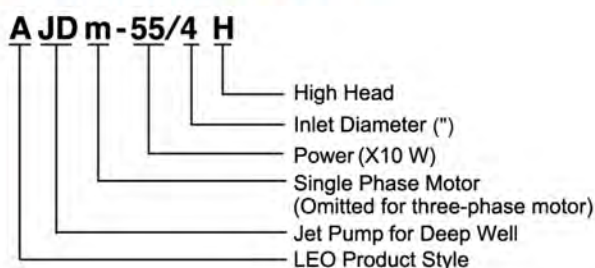 A JD m-55/4 H
High Head
Inlet Diameter (")
Power (X10 W)
Single Phase Motor
(Omitted for three-phase motor)
Jet Pump for Deep Well
LEO Product Style